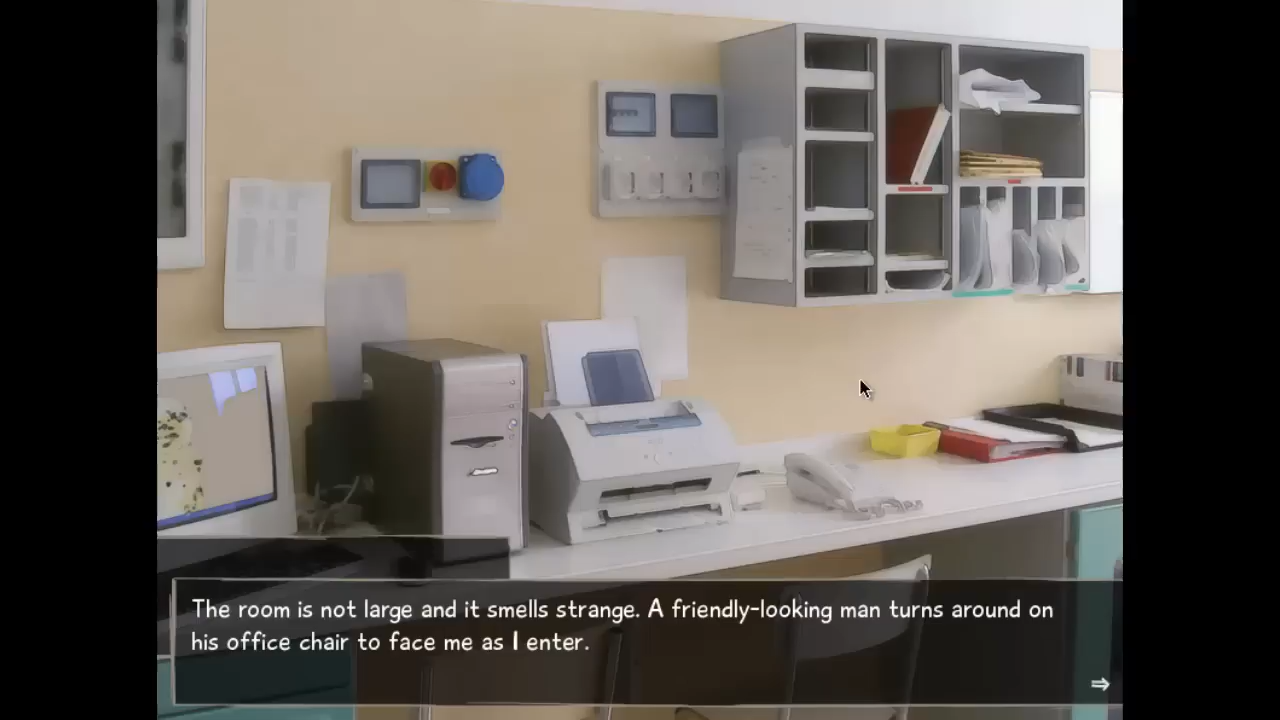 The room is not large and it smells strange. A friendly-looking man turns around on
his office chair to face me as I enter.